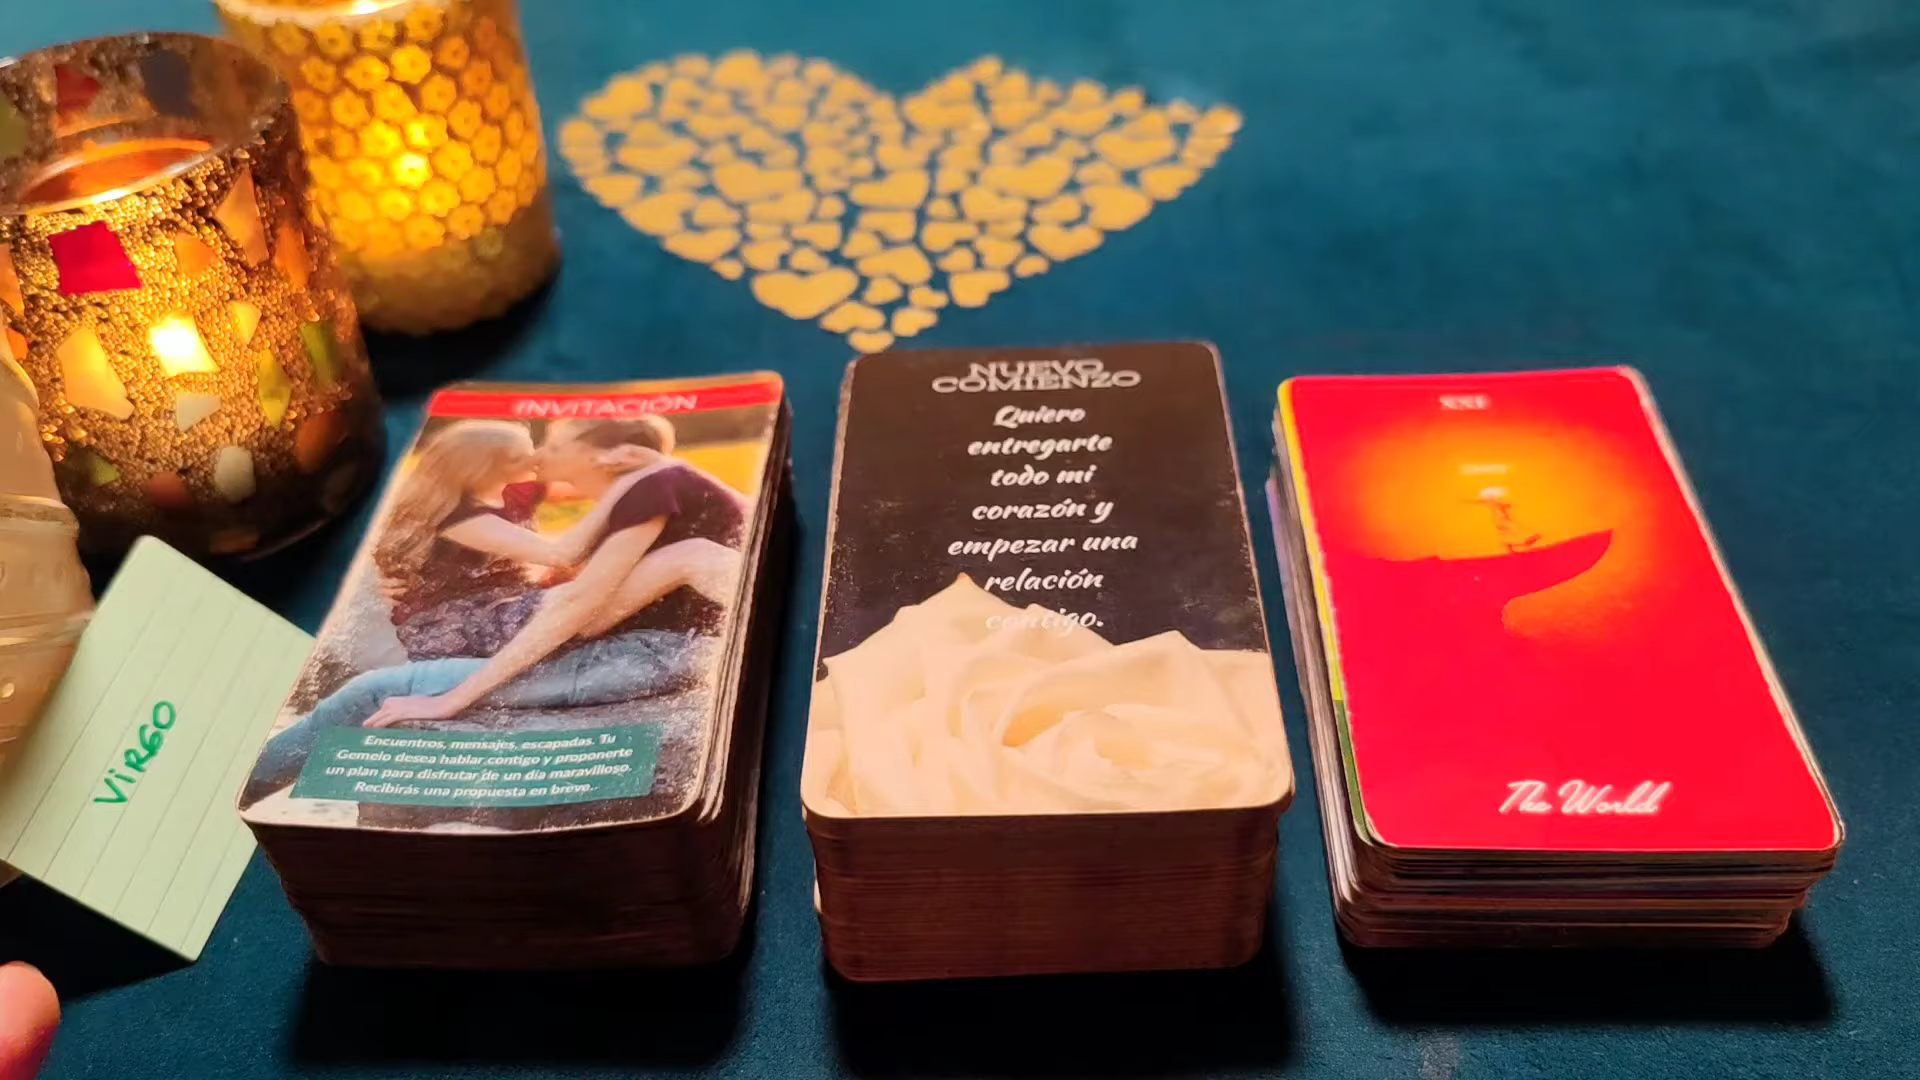 VIRGO
INVITACIÓN
Encuentros, mensajes, escapadas. Tu
Gemelo desea hablar contigo y proponerte
un plan para disfrutar de un día maravilloso.
Recibirás una propuesta en breve..
NUEVO
COMIENZO
Quiero
entregarte
todo mi
corazón y
empezar una
relación
contigo.
XXI
The World